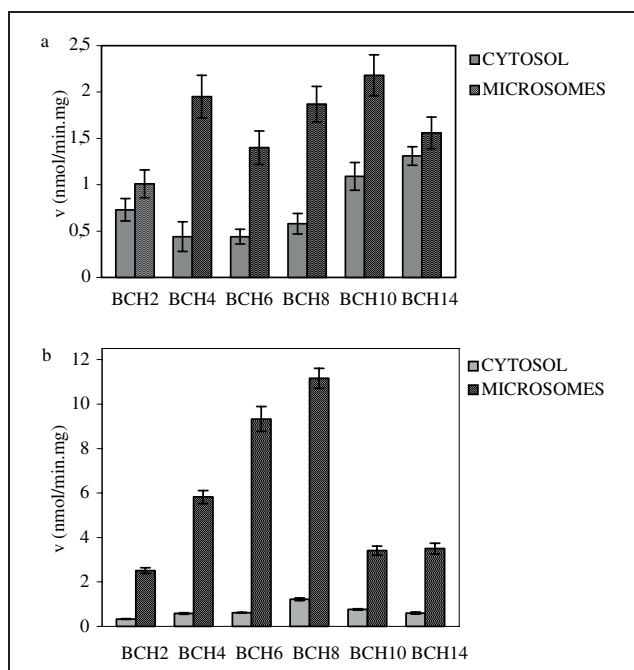 a
2,5
2
1,5
1
0,5
0
v (nmol/min.mg)
CYTOSOL
MICROSOMES
BCH2 BCH4 BCH6 BCH8 BCH10 BCH14
b
12
10
8
6
4
2
0
v (nmol/min.mg)
CYTOSOL
MICROSOMES
BCH2 BCH4 BCH6 BCH8 BCH10 BCH14